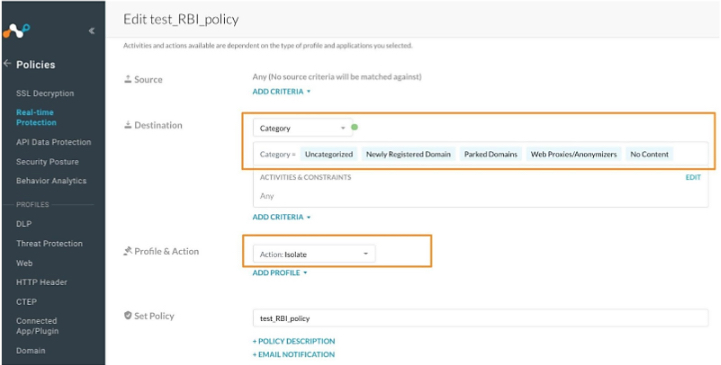 Edit test_RBI_policy
Activities and actions available are dependent on the type of profile and applications you selected.
Policies
SSL Decryption
Real-time
Protection
API Data Protection
Security Posture
Behavior Analytics
PROFILES
DLP
Threat Protection
Web
HTTP Header
CTEP
Connected
App/Plugin
Domain
Source
Any (No source criteria will be matched against)
ADD CRITERIA
Destination
Category
Category = Uncategorized Newly Registered Domain Parked Domains Web Proxies/Anonymizers No Content
ACTIVITIES & CONSTRAINTS EDIT
Any
ADD CRITERIA
Profile & Action
Action: Isolate
ADD PROFILE
Set Policy
test_RBI_policy
+ POLICY DESCRIPTION
+ EMAIL NOTIFICATION